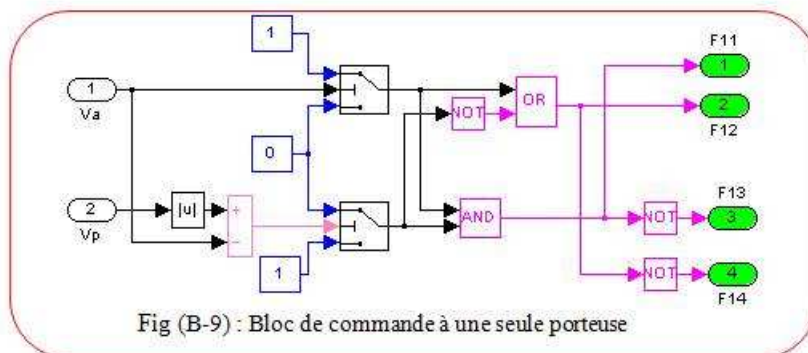 1
F11
1
1
Va
OR
NOT
2
F12
0
2
Vp
|u|
+
-
AND
F13
NOT
3
1
NOT
4
F14
Fig (B-9) : Bloc de commande à une seule porteuse